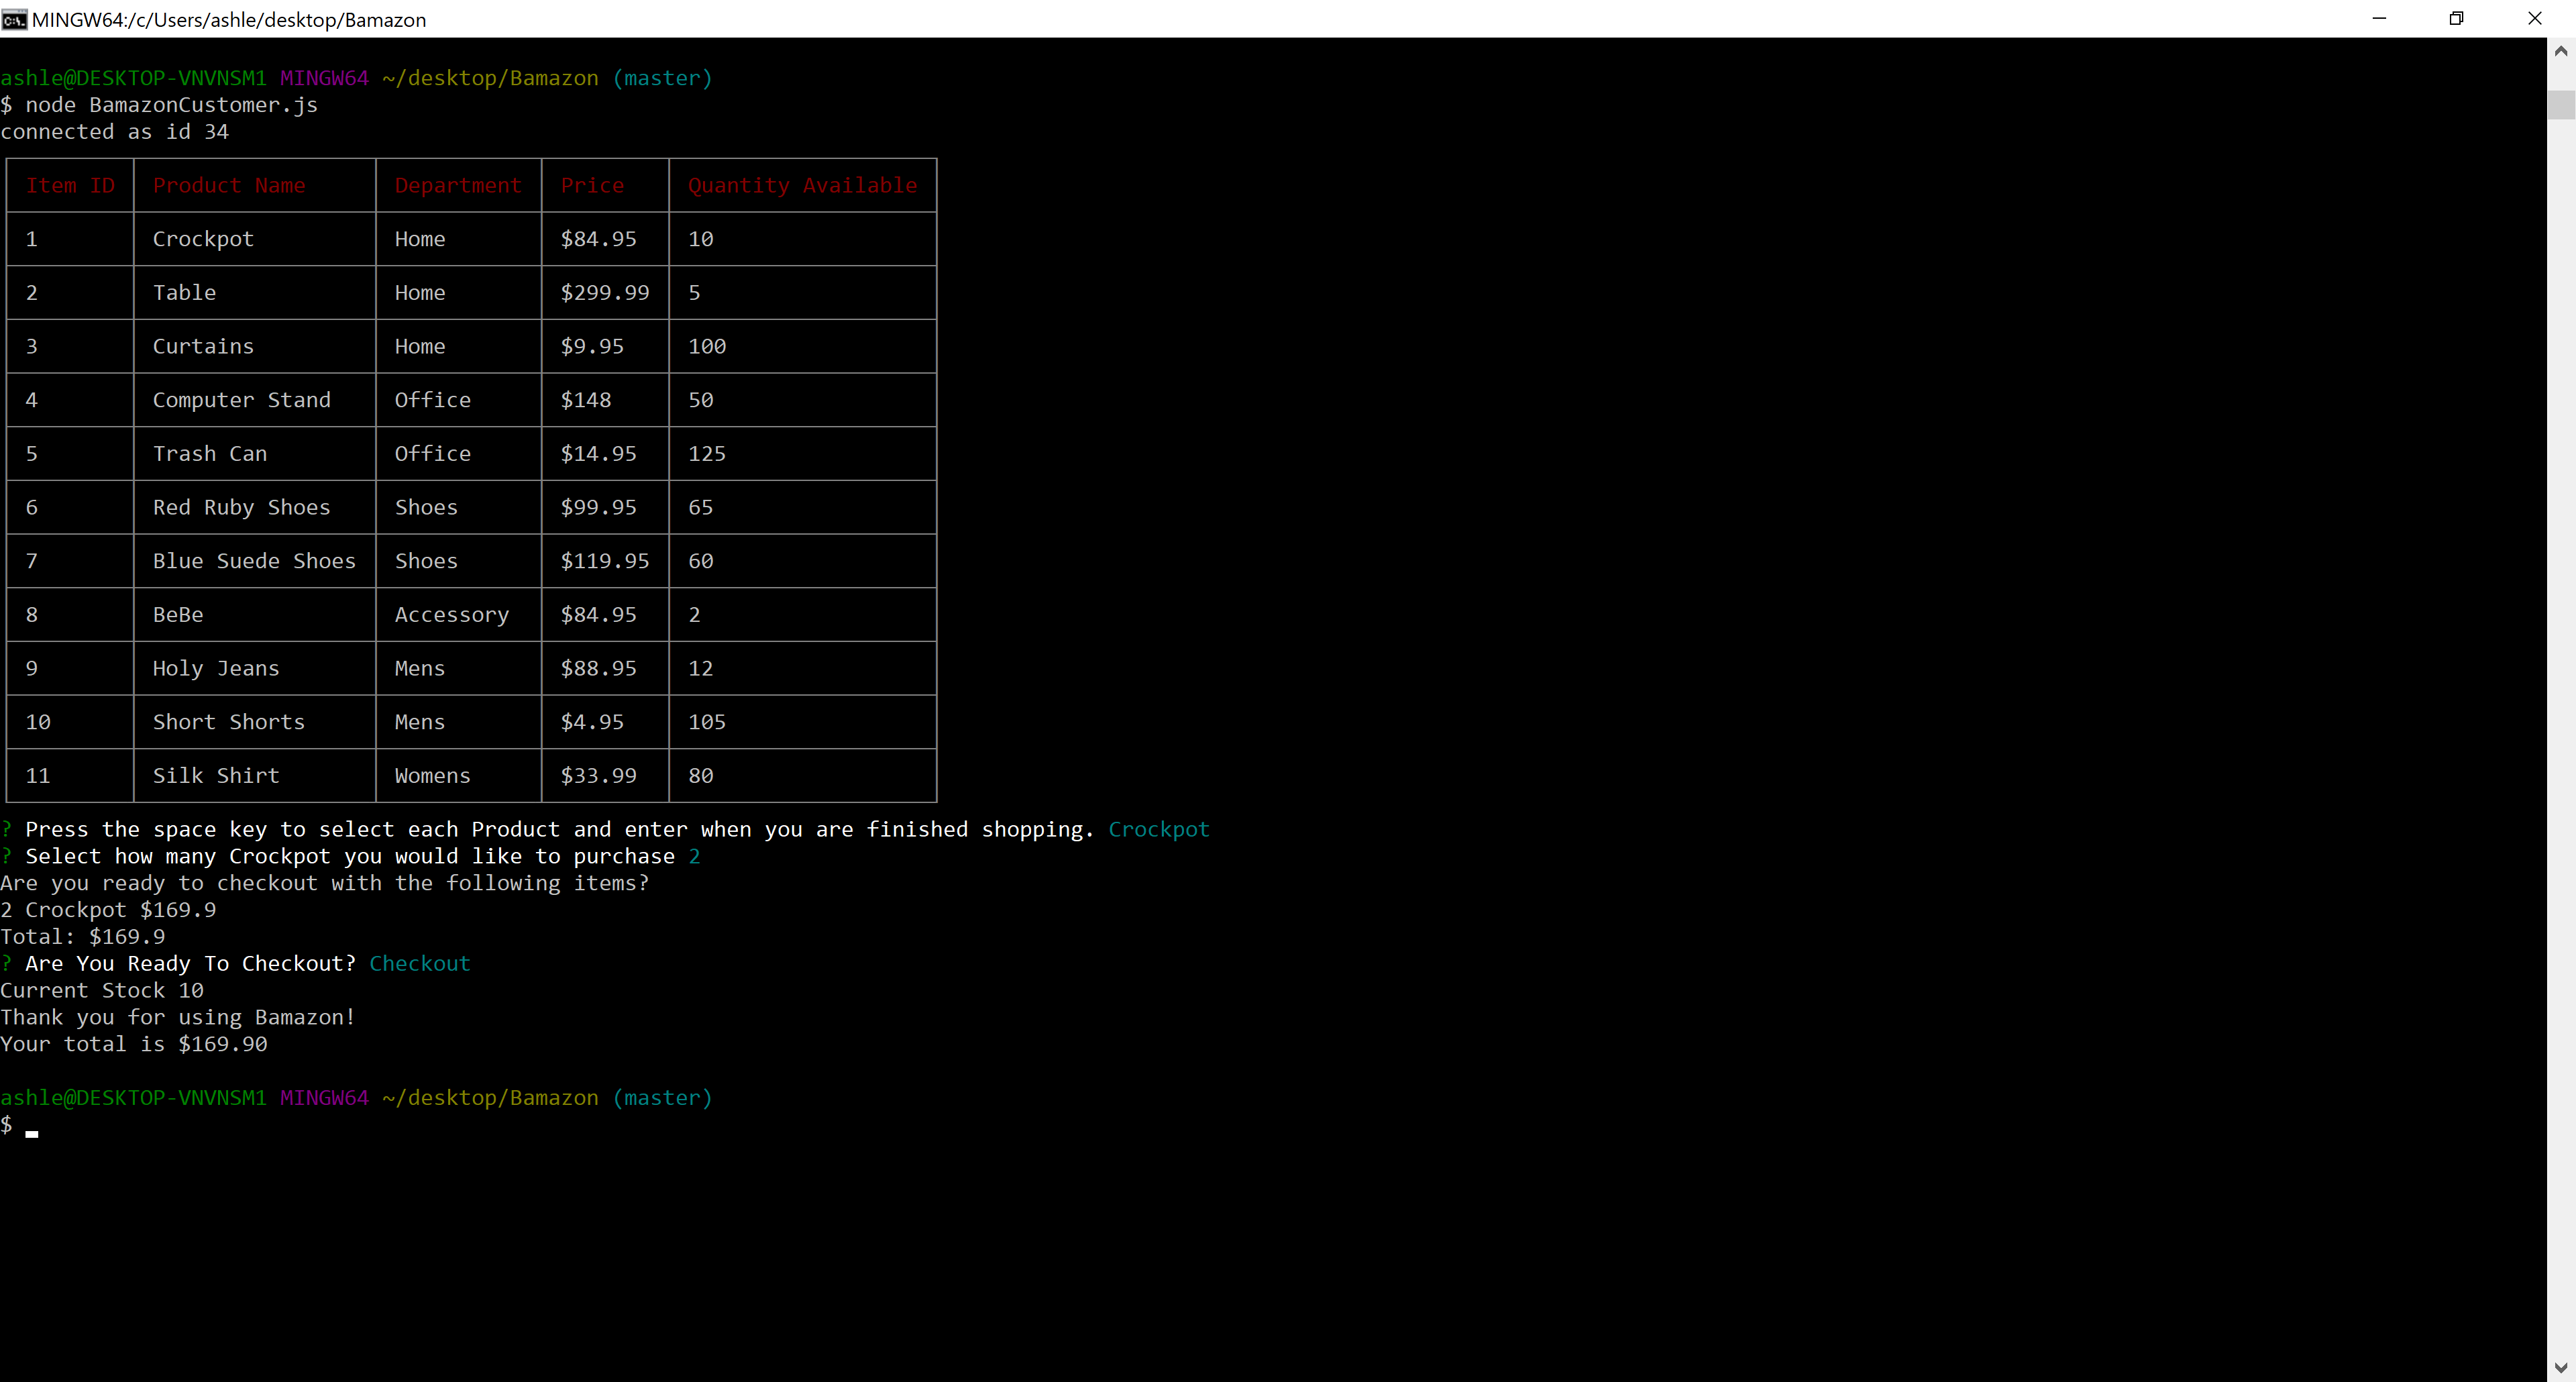 MINGW64:/c/Users/ashle/desktop/Bamazon
ashle@DESKTOP-VNVNSM1 MINGW64 ~/desktop/Bamazon (master)
$ node BamazonCustomer.js
connected as id 34
Item ID Product Name Department Price Quantity Available
1 Crockpot Home $84.95 10
2 Table Home $299.99 5
3 Curtains Home $9.95 100
4 Computer Stand Office $148 50
5 Trash Can Office $14.95 125
6 Red Ruby Shoes Shoes $99.95 65
7 Blue Suede Shoes Shoes $119.95 60
8 BeBe Accessory $84.95 2
9 Holy Jeans Mens $88.95 12
10 Short Shorts Mens $4.95 105
11 Silk Shirt Womens $33.99 80
? Press the space key to select each Product and enter when you are finished shopping. Crockpot
? Select how many Crockpot you would like to purchase 2
Are you ready to checkout with the following items?
2 Crockpot $169.9
Total: $169.9
? Are You Ready To Checkout? Checkout
Current Stock 10
Thank you for using Bamazon!
Your total is $169.90
ashle@DESKTOP-VNVNSM1 MINGW64 ~/desktop/Bamazon (master)
$